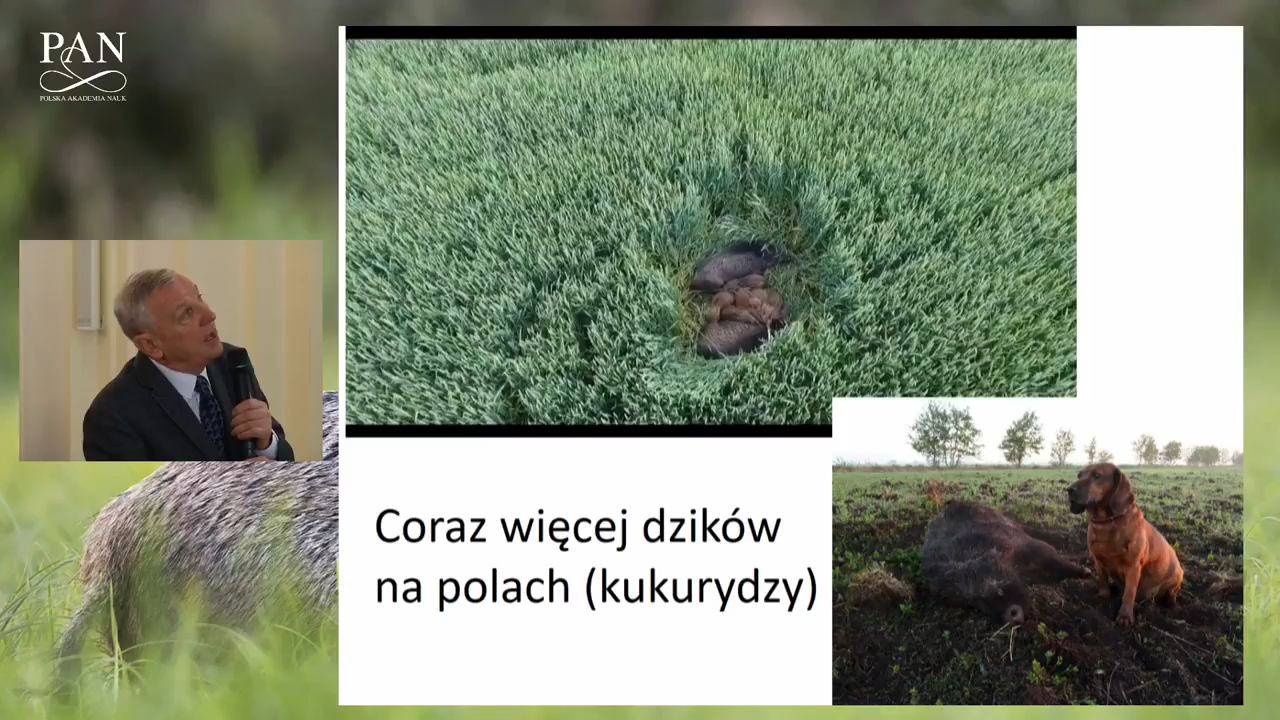 PAN
POLSKA AKADEMIA NAUK
Coraz więcej dzików
na polach (kukurydzy)